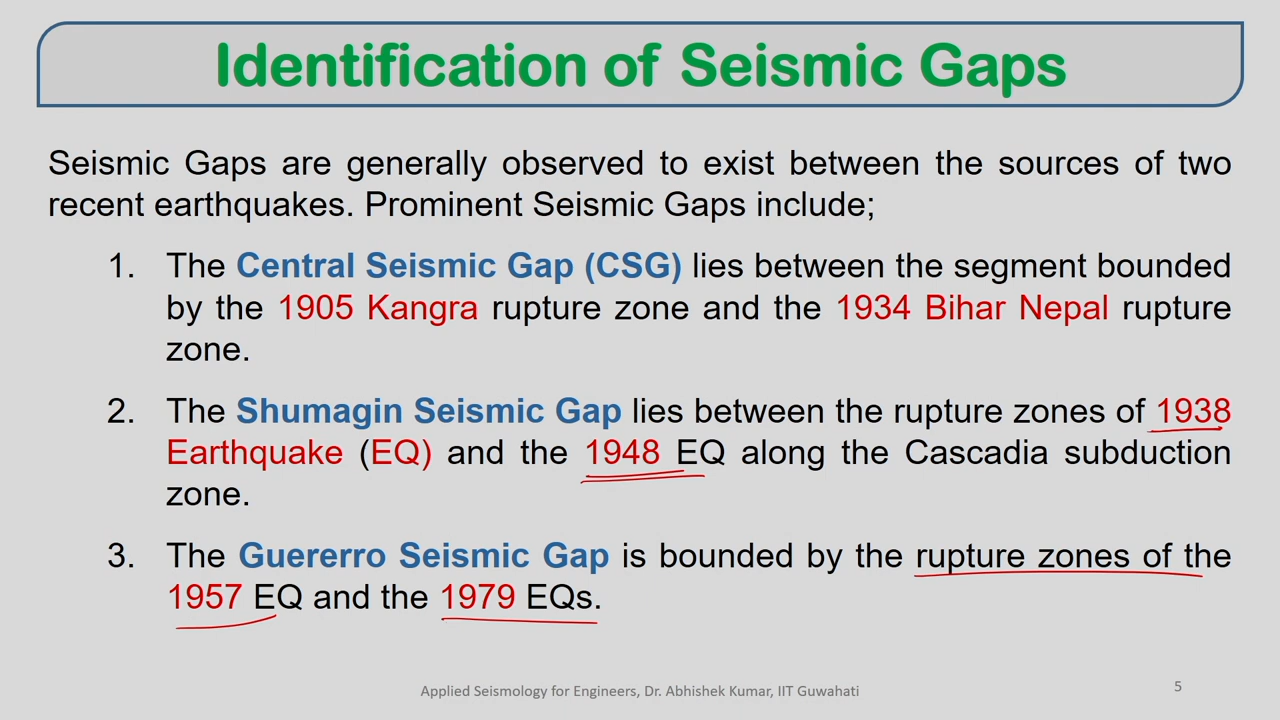 Identification of Seismic Gaps
Seismic Gaps are generally observed to exist between the sources of two
recent earthquakes. Prominent Seismic Gaps include;
1. The Central Seismic Gap (CSG) lies between the segment bounded
by the 1905 Kangra rupture zone and the 1934 Bihar Nepal rupture
zone.
2. The Shumagin Seismic Gap lies between the rupture zones of 1938
Earthquake (EQ) and the 1948 EQ along the Cascadia subduction
zone.
3. The Guererro Seismic Gap is bounded by the rupture zones of the
1957 EQ and the 1979 EQs.
Applied Seismology for Engineers, Dr. Abhishek Kumar, IIT Guwahati
5